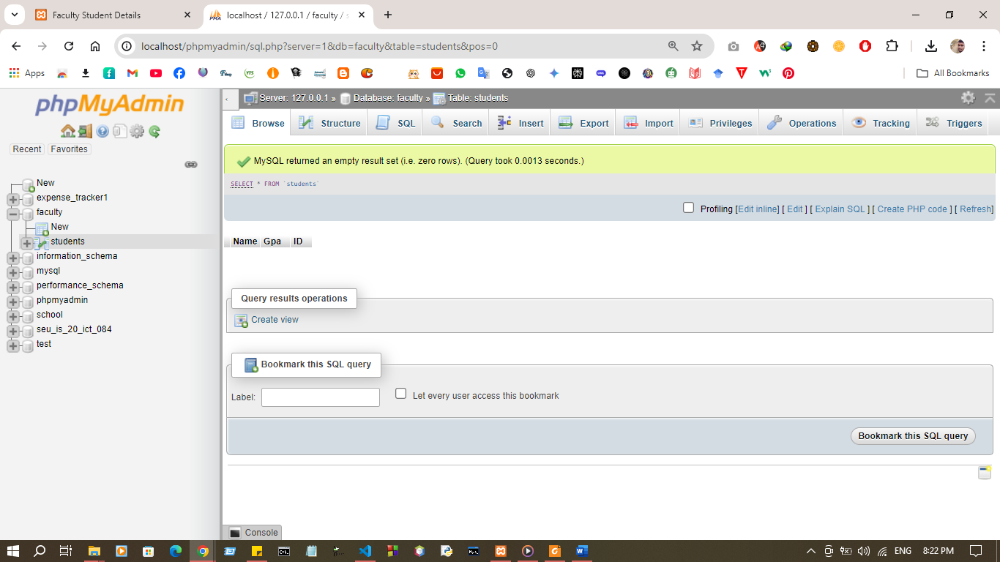 Faculty Student Details
localhost / 127.0.0.1 / faculty / s
localhost/phpmyadmin/sql.php?server=1&db=faculty&table=students&pos=0
Apps
All Bookmarks
phpMyAdmin
Recent
Favorites
New
expense_tracker1
faculty
New
students
information_schema
mysql
performance_schema
phpmyadmin
school
seu_is_20_ict_084
test
Server: 127.0.0.1 » Database: faculty » Table: students
Browse Structure SQL Search Insert Export Import Privileges Operations Tracking Triggers
MySQL returned an empty result set (i.e. zero rows). (Query took 0.0013 seconds.)
SELECT * FROM `students`
Profiling [Edit inline] [ Edit ] [ Explain SQL ] [ Create PHP code ] [ Refresh]
Name Gpa ID
Query results operations
Create view
Bookmark this SQL query
Label:
Let every user access this bookmark
Bookmark this SQL query
Console
ENG 8:22 PM